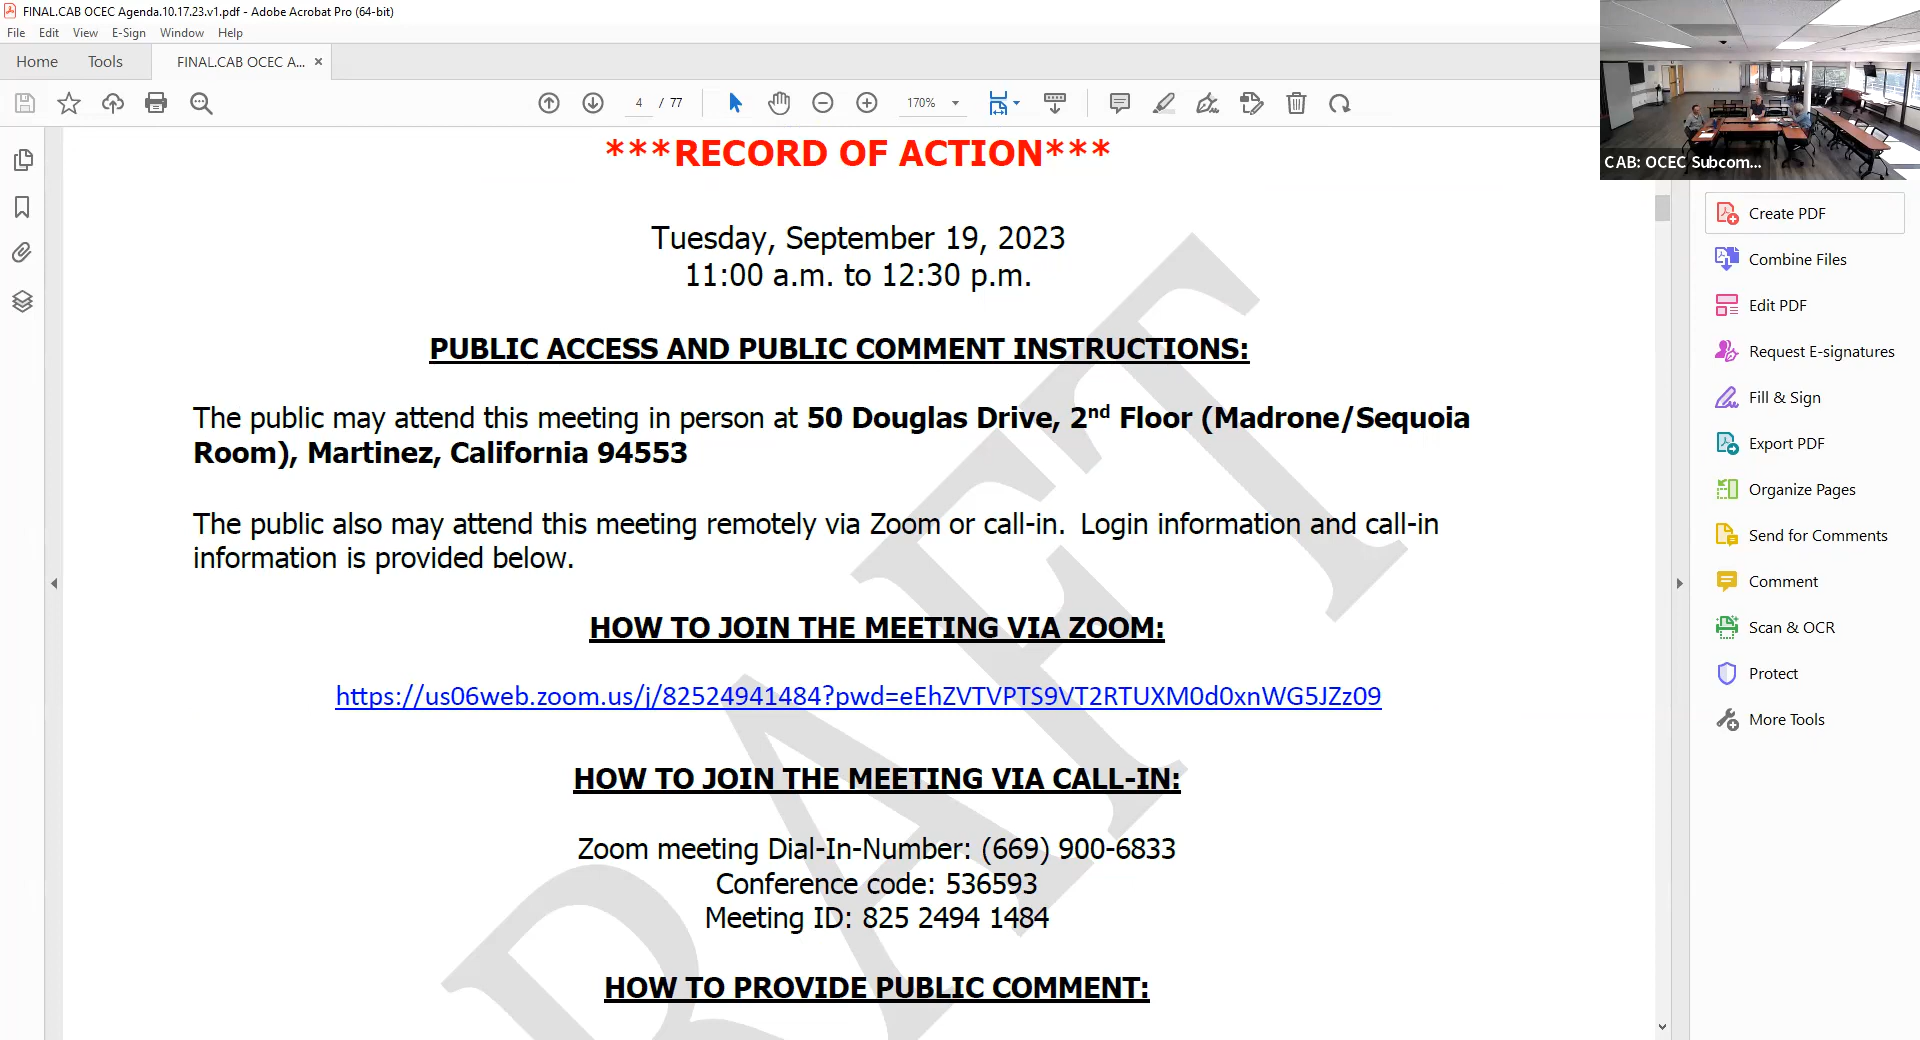 FINAL.CAB OCEC Agenda.10.17.23.v1.pdf - Adobe Acrobat Pro (64-bit)
File Edit View E-Sign Window Help
Home Tools FINAL.CAB OCEC A... ×
4 / 77 170%
CAB: OCEC Subcom...
***RECORD OF ACTION***
Tuesday, September 19, 2023
11:00 a.m. to 12:30 p.m.
PUBLIC ACCESS AND PUBLIC COMMENT INSTRUCTIONS:
The public may attend this meeting in person at 50 Douglas Drive, 2nd Floor (Madrone/Sequoia
Room), Martinez, California 94553
The public also may attend this meeting remotely via Zoom or call-in. Login information and call-in
information is provided below.
HOW TO JOIN THE MEETING VIA ZOOM:
https://us06web.zoom.us/j/82524941484?pwd=eEhZVTVPTS9VT2RTUXM0d0xnWG5JZz09
HOW TO JOIN THE MEETING VIA CALL-IN:
Zoom meeting Dial-In-Number: (669) 900-6833
Conference code: 536593
Meeting ID: 825 2494 1484
HOW TO PROVIDE PUBLIC COMMENT:
RAFT
Create PDF
Combine Files
Edit PDF
Request E-signatures
Fill & Sign
Export PDF
Organize Pages
Send for Comments
Comment
Scan & OCR
Protect
More Tools